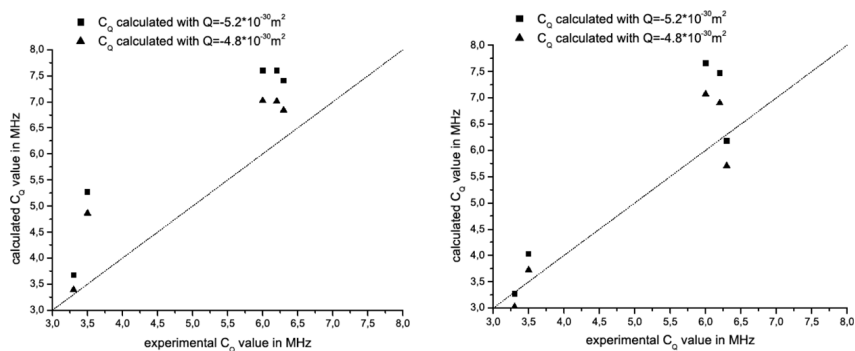 ■ C_Q calculated with Q=-5.2*10^-30 m^2
▲ C_Q calculated with Q=-4.8*10^-30 m^2
calculated C_Q value in MHz
8,0
7,5
7,0
6,5
6,0
5,5
5,0
4,5
4,0
3,5
3,0
3,0 3,5 4,0 4,5 5,0 5,5 6,0 6,5 7,0 7,5 8,0
experimental C_Q value in MHz
■ C_Q calculated with Q=-5.2*10^-30 m^2
▲ C_Q calculated with Q=-4.8*10^-30 m^2
calculated C_Q value in MHz
8,0
7,5
7,0
6,5
6,0
5,5
5,0
4,5
4,0
3,5
3,0
3,0 3,5 4,0 4,5 5,0 5,5 6,0 6,5 7,0 7,5 8,0
experimental C_Q value in MHz